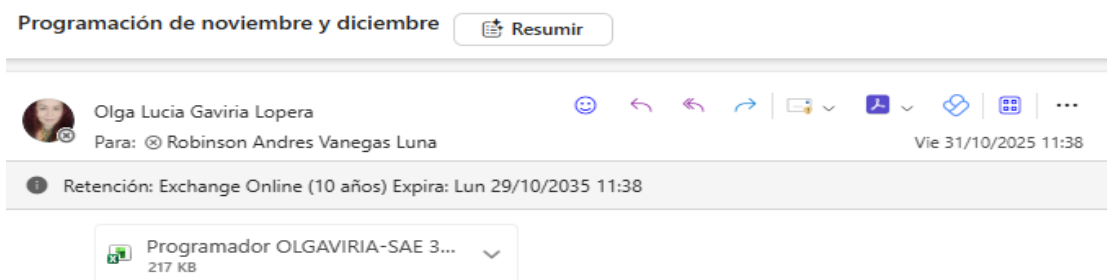 Programación de noviembre y diciembre Resumir
Olga Lucia Gaviria Lopera
Para: Robinson Andres Vanegas Luna Vie 31/10/2025 11:38
Retención: Exchange Online (10 años) Expira: Lun 29/10/2035 11:38
Programador OLGAVIRIA-SAE 3...
217 KB